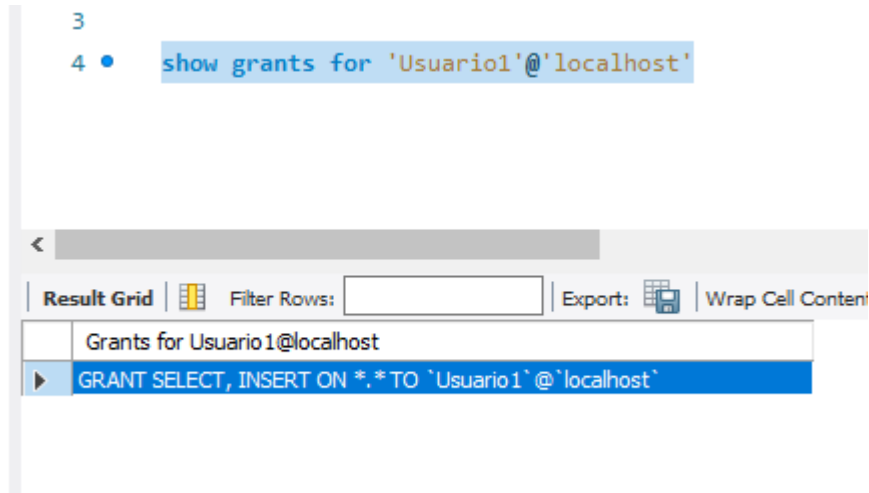 3
4 show grants for 'Usuario1'@'localhost'
<
Result Grid Filter Rows: Export: Wrap Cell Content
Grants for Usuario1@localhost
GRANT SELECT, INSERT ON *.* TO `Usuario1`@`localhost`